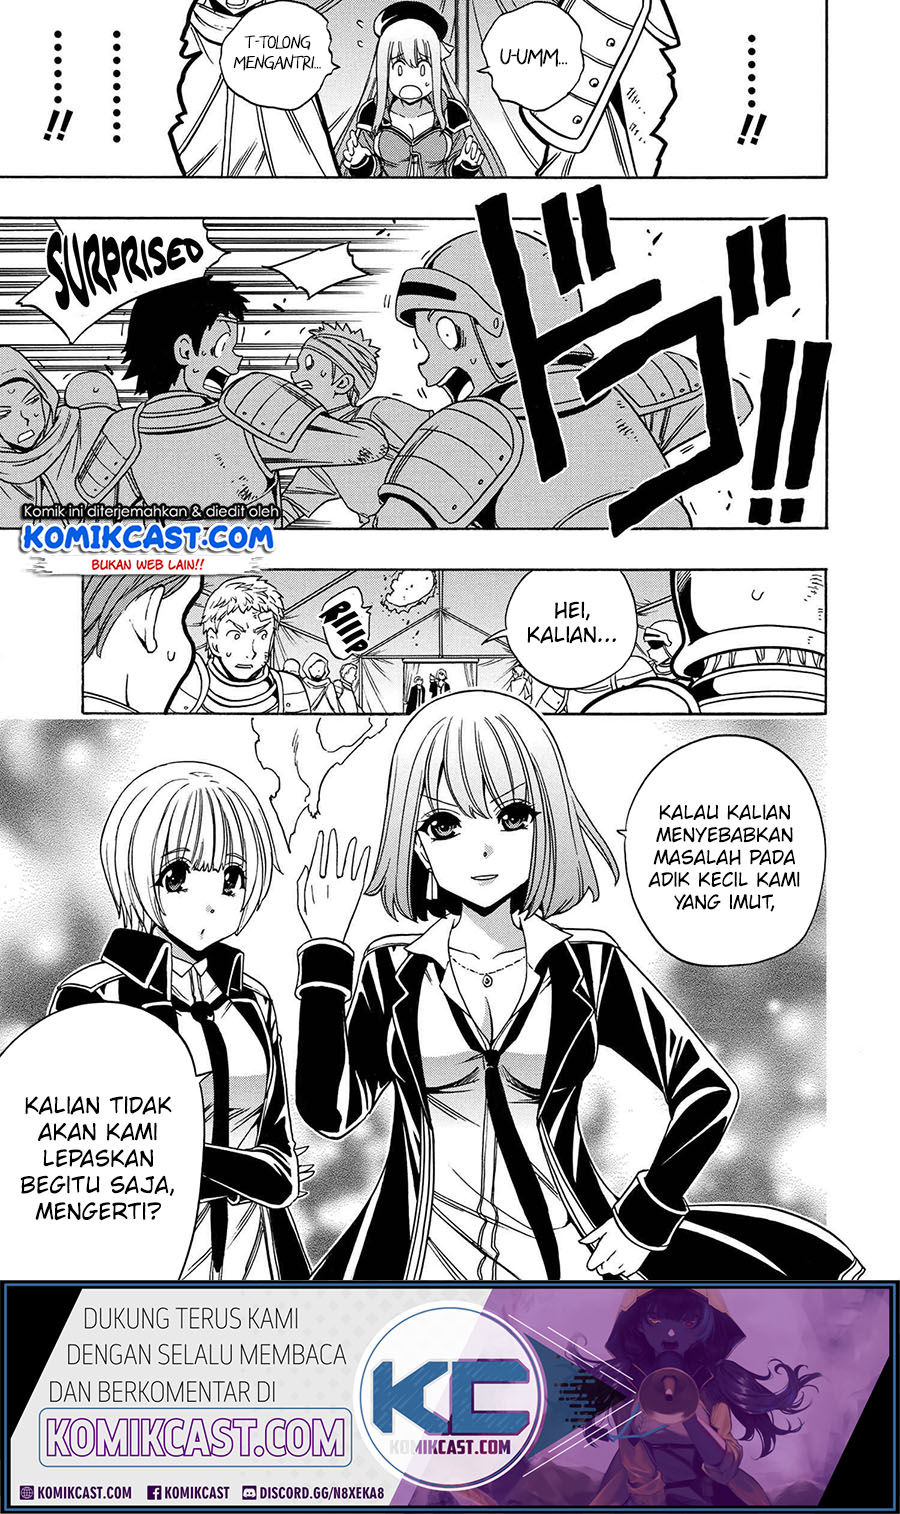 U-UMM...
T-TOLONG
MENGANTRI...
!!
!!
SURPRISED
ドゴ!!
Komik ini diterjemahkan & diedit oleh
KOMIKCAST.COM
BUKAN WEB LAIN!!
HEI,
KALIAN...
RIIIP
KALAU KALIAN
MENYEBABKAN
MASALAH PADA
ADIK KECIL KAMI
YANG IMUT,
KALIAN TIDAK
AKAN KAMI
LEPASKAN
BEGITU SAJA,
MENGERTI?
DUKUNG TERUS KAMI
DENGAN SELALU MEMBACA
DAN BERKOMENTAR DI
KOMIKCAST.COM
KC
KOMIKCAST.COM
KOMIKCAST.COM KOMIKCAST DISCORD.GG/N8XEKA8